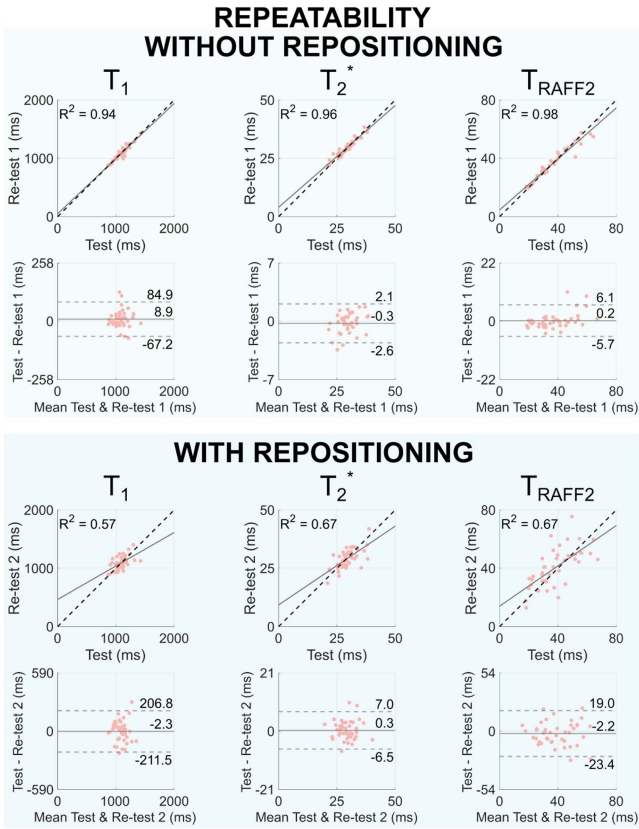 REPEATABILITY
WITHOUT REPOSITIONING
T1 T2* TRAFF2
2000 R² = 0.94 1000 0 Re-test 1 (ms) 0 1000 2000 Test (ms)
50 R² = 0.96 25 0 Re-test 1 (ms) 0 25 50 Test (ms)
80 R² = 0.98 40 0 Re-test 1 (ms) 0 40 80 Test (ms)
258 84.9 8.9 0 -67.2 -258 Test - Re-test 1 (ms) 0 1000 2000 Mean Test & Re-test 1 (ms)
7 2.1 -0.3 0 -2.6 -7 Test - Re-test 1 (ms) 0 25 50 Mean Test & Re-test 1 (ms)
22 6.1 0.2 0 -5.7 -22 Test - Re-test 1 (ms) 0 40 80 Mean Test & Re-test 1 (ms)
WITH REPOSITIONING
T1 T2* TRAFF2
2000 R² = 0.57 1000 0 Re-test 2 (ms) 0 1000 2000 Test (ms)
50 R² = 0.67 25 0 Re-test 2 (ms) 0 25 50 Test (ms)
80 R² = 0.67 40 0 Re-test 2 (ms) 0 40 80 Test (ms)
590 206.8 -2.3 0 -211.5 -590 Test - Re-test 2 (ms) 0 1000 2000 Mean Test & Re-test 2 (ms)
21 7.0 0.3 0 -6.5 -21 Test - Re-test 2 (ms) 0 25 50 Mean Test & Re-test 2 (ms)
54 19.0 -2.2 0 -23.4 -54 Test - Re-test 2 (ms) 0 40 80 Mean Test & Re-test 2 (ms)